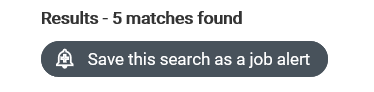 Results - 5 matches found
Save this search as a job alert